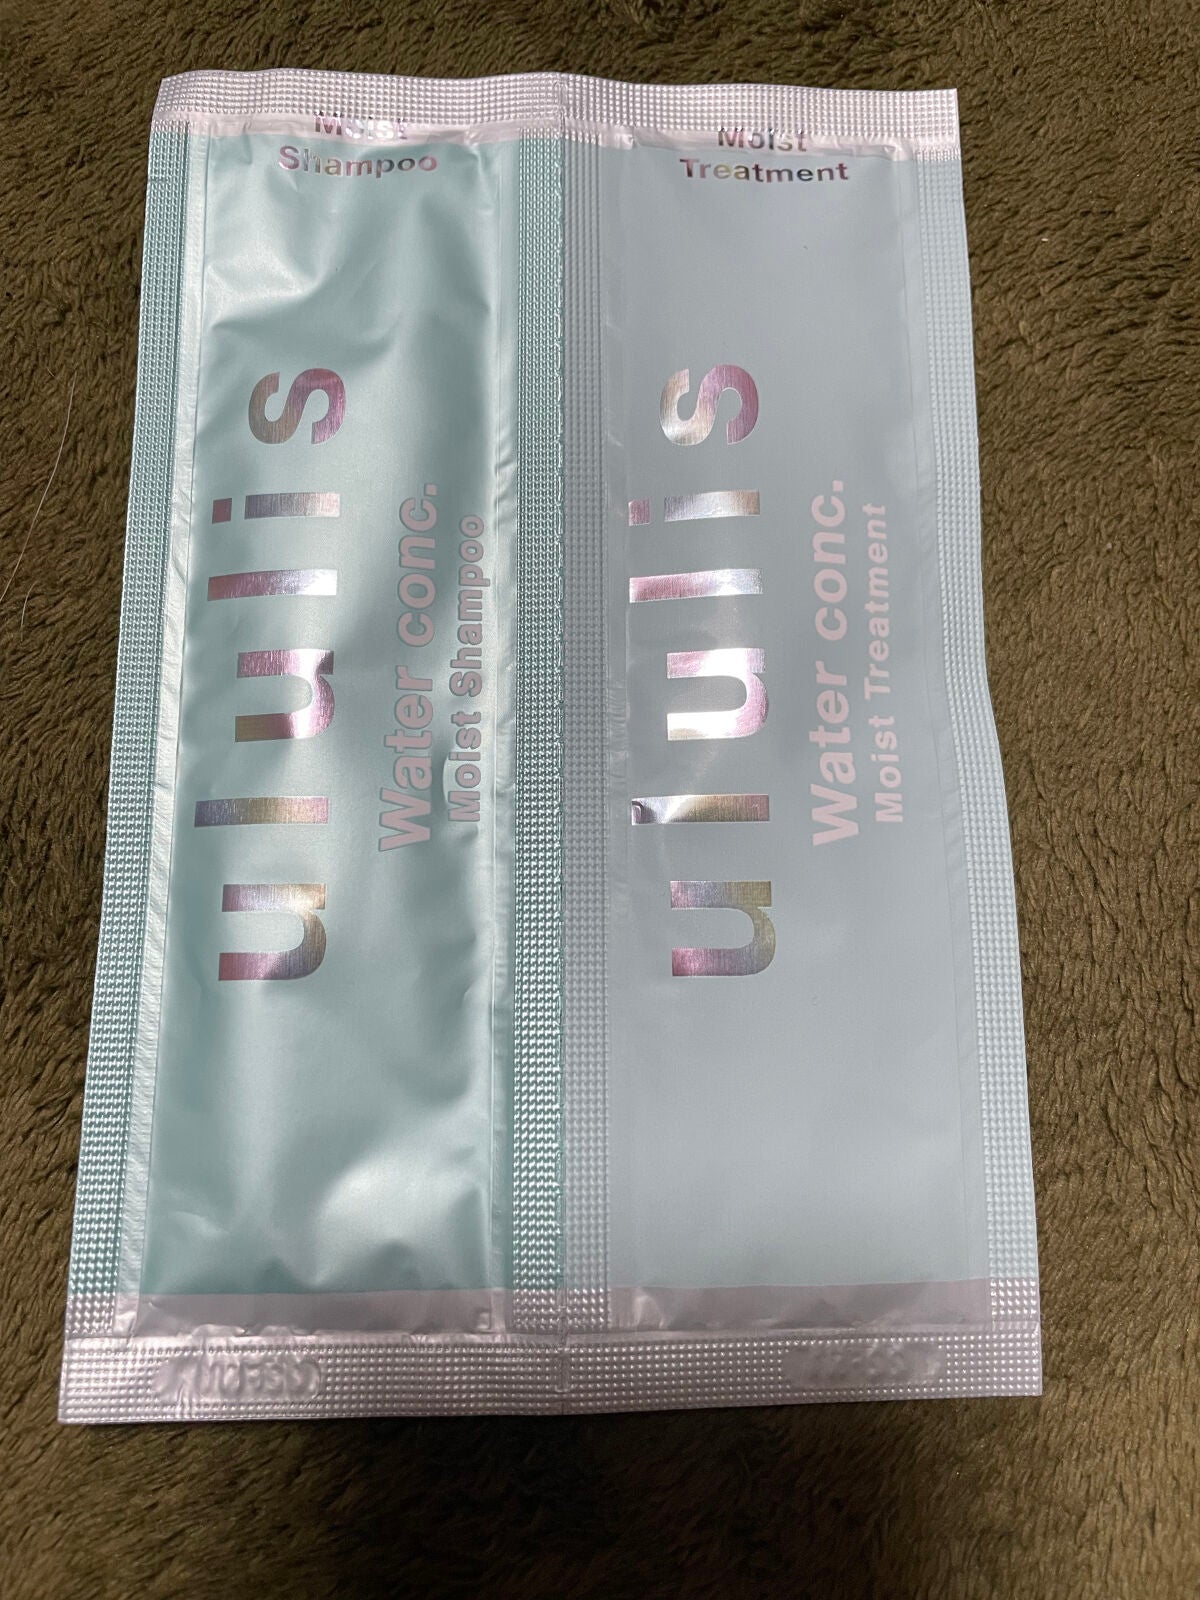 Moist
Shampoo
ululis
Water conc.
Moist Shampoo
Moist
Treatment
ululis
Water conc.
Moist Treatment